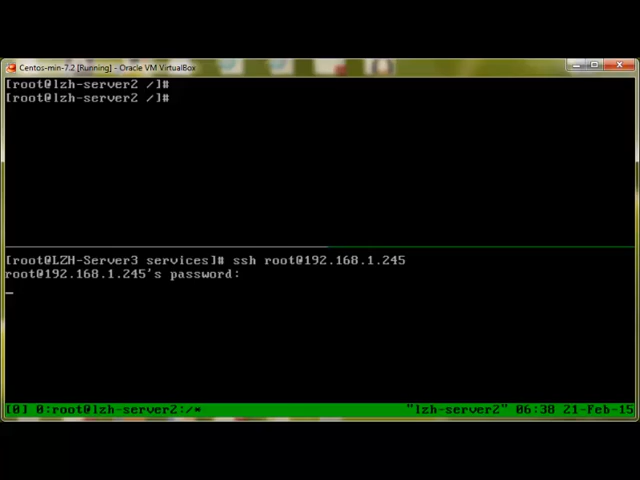 Centos-min-7.2 [Running] - Oracle VM VirtualBox
[root@lzh-server2 /]#
[root@lzh-server2 /]#
[root@LZH-Server3 services]# ssh root@192.168.1.245
root@192.168.1.245's password:
[0] 0:root@lzh-server2:/* "lzh-server2" 06:38 21-Feb-15